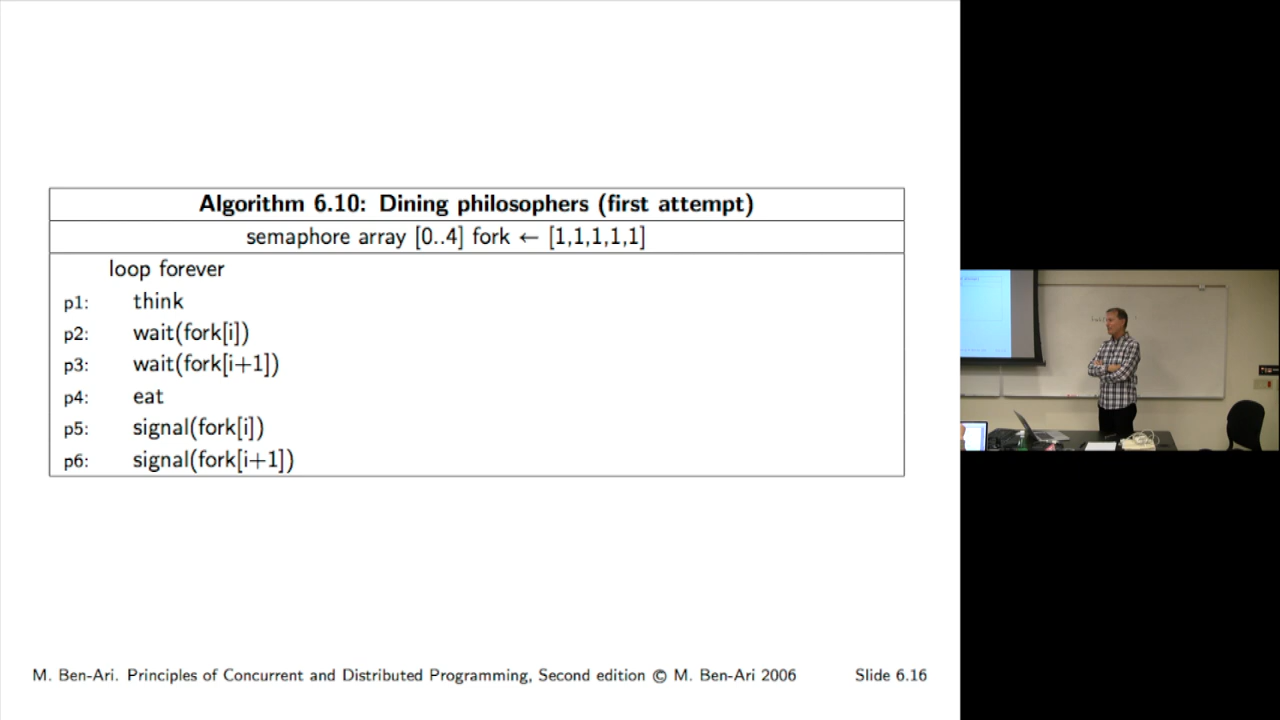 Algorithm 6.10: Dining philosophers (first attempt)
semaphore array [0..4] fork ← [1,1,1,1,1]
loop forever
p1: think
p2: wait(fork[i])
p3: wait(fork[i+1])
p4: eat
p5: signal(fork[i])
p6: signal(fork[i+1])
M. Ben-Ari. Principles of Concurrent and Distributed Programming, Second edition © M. Ben-Ari 2006 Slide 6.16